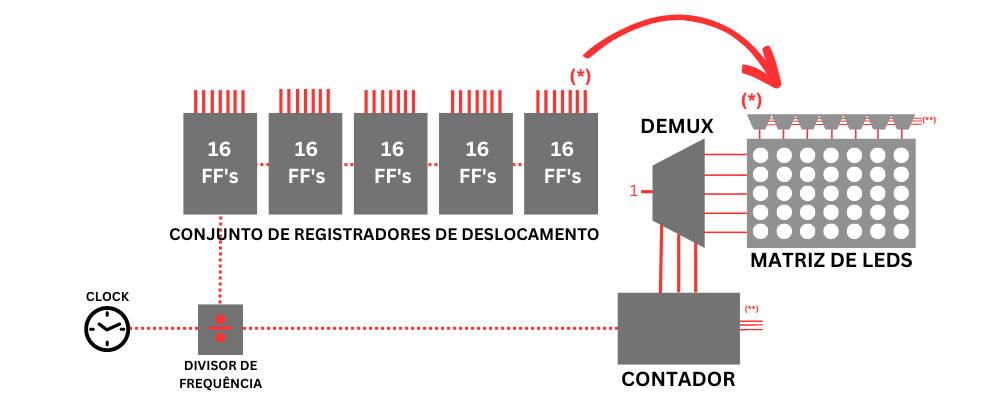 (*)
(*)
(**)
DEMUX
16
FF's
16
FF's
16
FF's
16
FF's
16
FF's
1
CONJUNTO DE REGISTRADORES DE DESLOCAMENTO
MATRIZ DE LEDS
CLOCK
(**)
DIVISOR DE
FREQUÊNCIA
CONTADOR